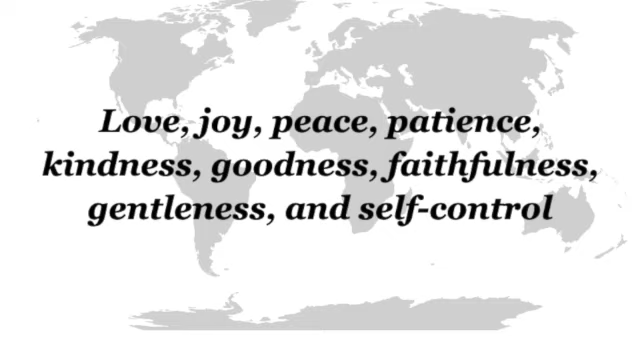 Love, joy, peace, patience,
kindness, goodness, faithfulness,
gentleness, and self-control